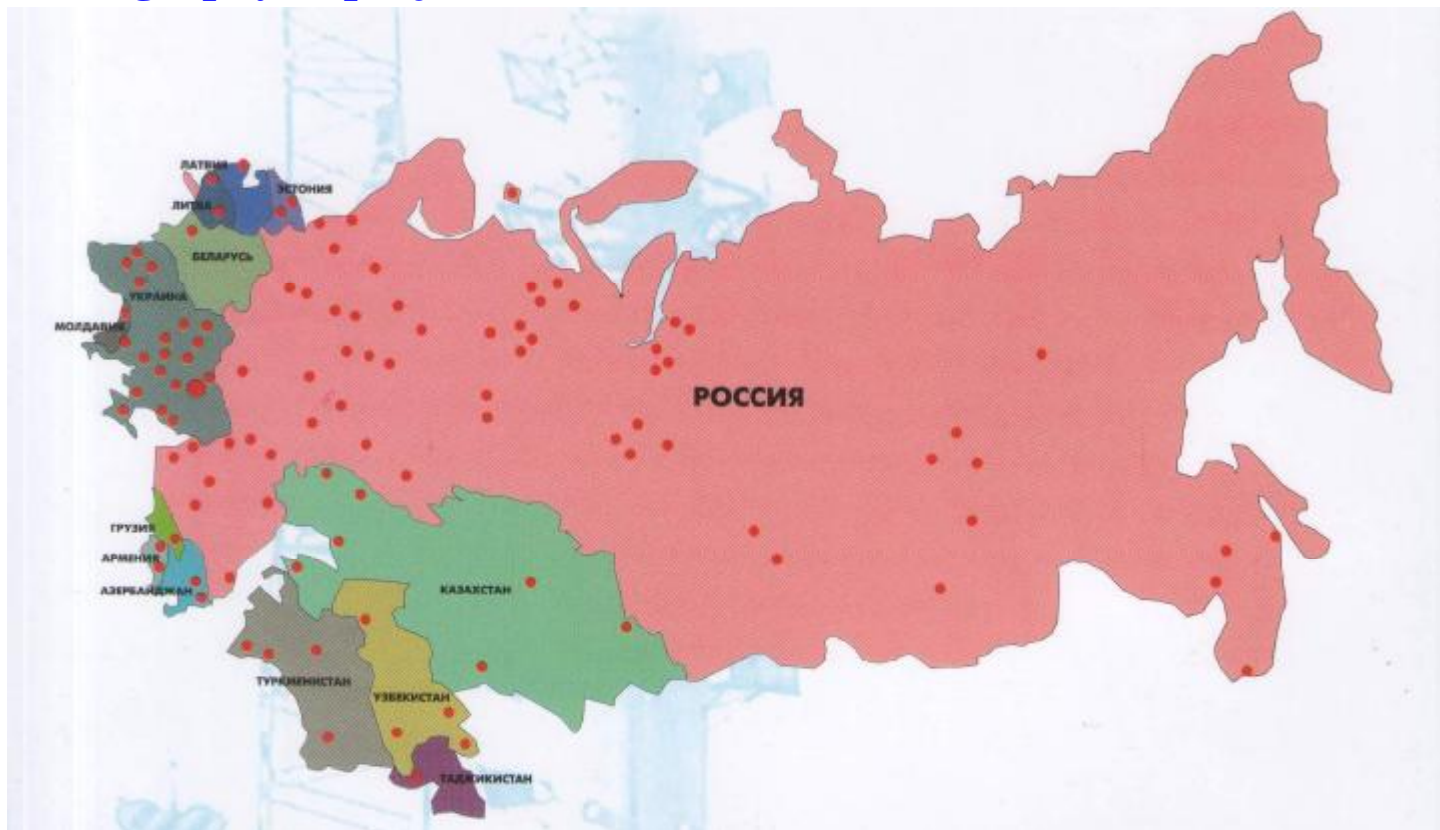 ЛАТВИЯ
ЭСТОНИЯ
ЛИТВА
БЕЛАРУСЬ
УКРАИНА
МОЛДАВИЯ
РОССИЯ
ГРУЗИЯ
АРМЕНИЯ
АЗЕРБАЙДЖАН
КАЗАХСТАН
ТУРКМЕНИСТАН
УЗБЕКИСТАН
ТАДЖИКИСТАН